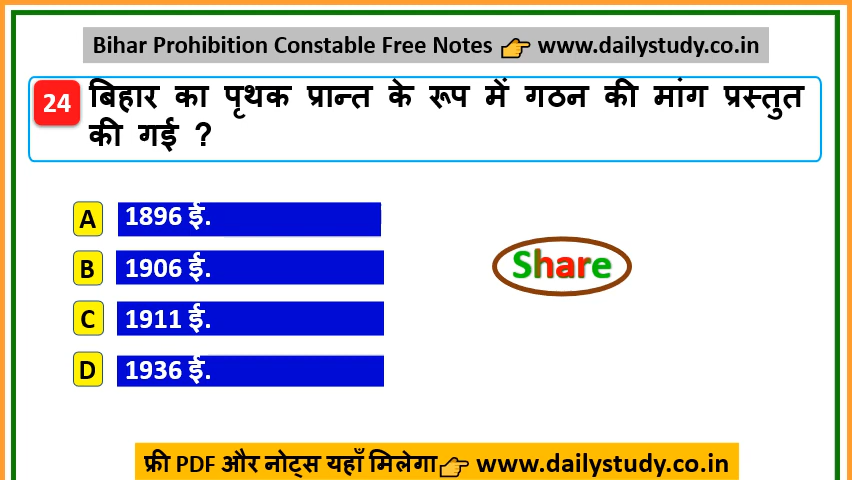 Bihar Prohibition Constable Free Notes 👉 www.dailystudy.co.in
24 बिहार का पृथक प्रान्त के रूप में गठन की मांग प्रस्तुत
की गई ?
A 1896 ई.
B 1906 ई.
Share
C 1911 ई.
D 1936 ई.
फ्री PDF और नोट्स यहाँ मिलेगा👉 www.dailystudy.co.in